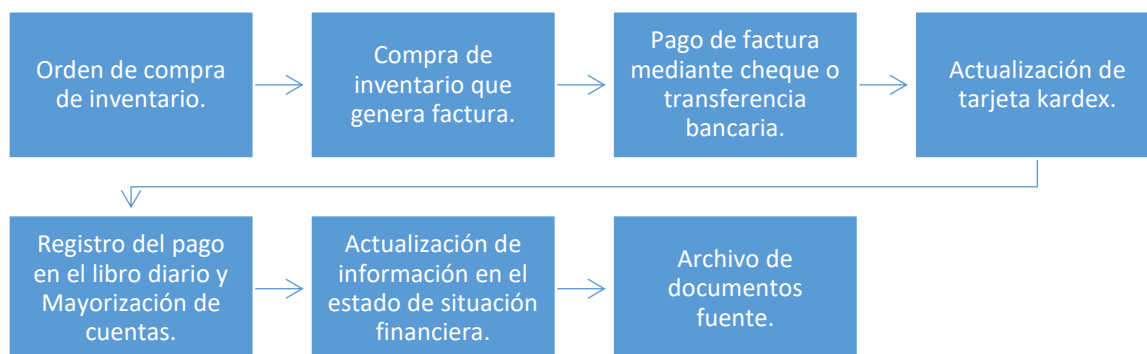 Orden de compra
de inventario.
Compra de
inventario que
genera factura.
Pago de factura
mediante cheque o
transferencia
bancaria.
Actualización de
tarjeta kardex.
Registro del pago
en el libro diario y
Mayorización de
cuentas.
Actualización de
información en el
estado de situación
financiera.
Archivo de
documentos
fuente.